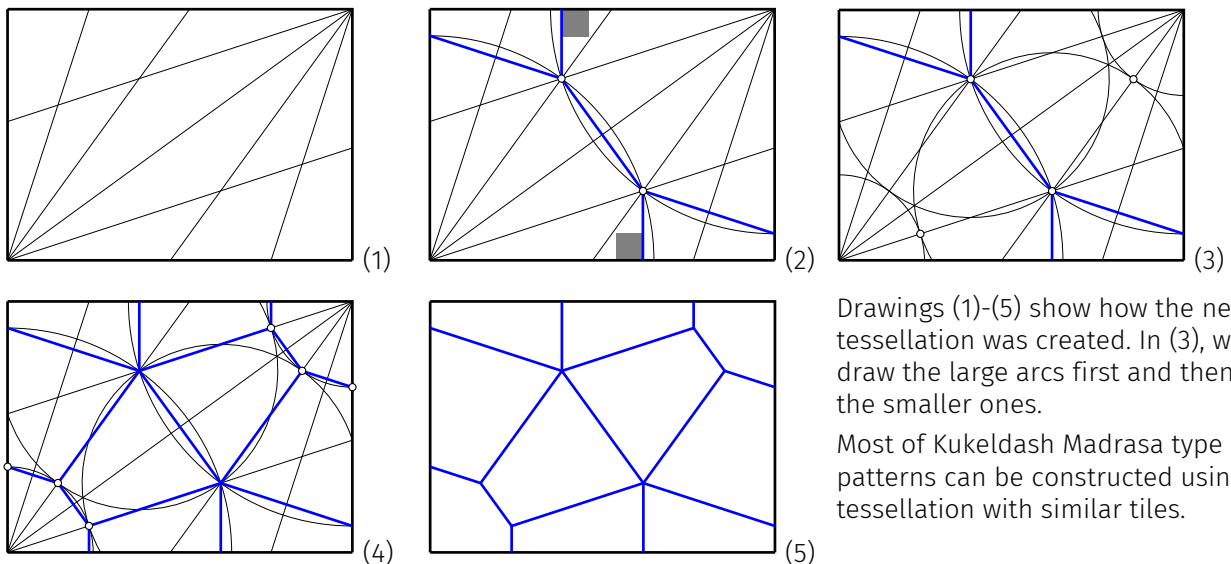 (1)
(2)
(3)
Drawings (1)-(5) show how the ne
tessellation was created. In (3), w
draw the large arcs first and then
the smaller ones.
Most of Kukeldash Madrasa type
patterns can be constructed usin
tessellation with similar tiles.
(4)
(5)